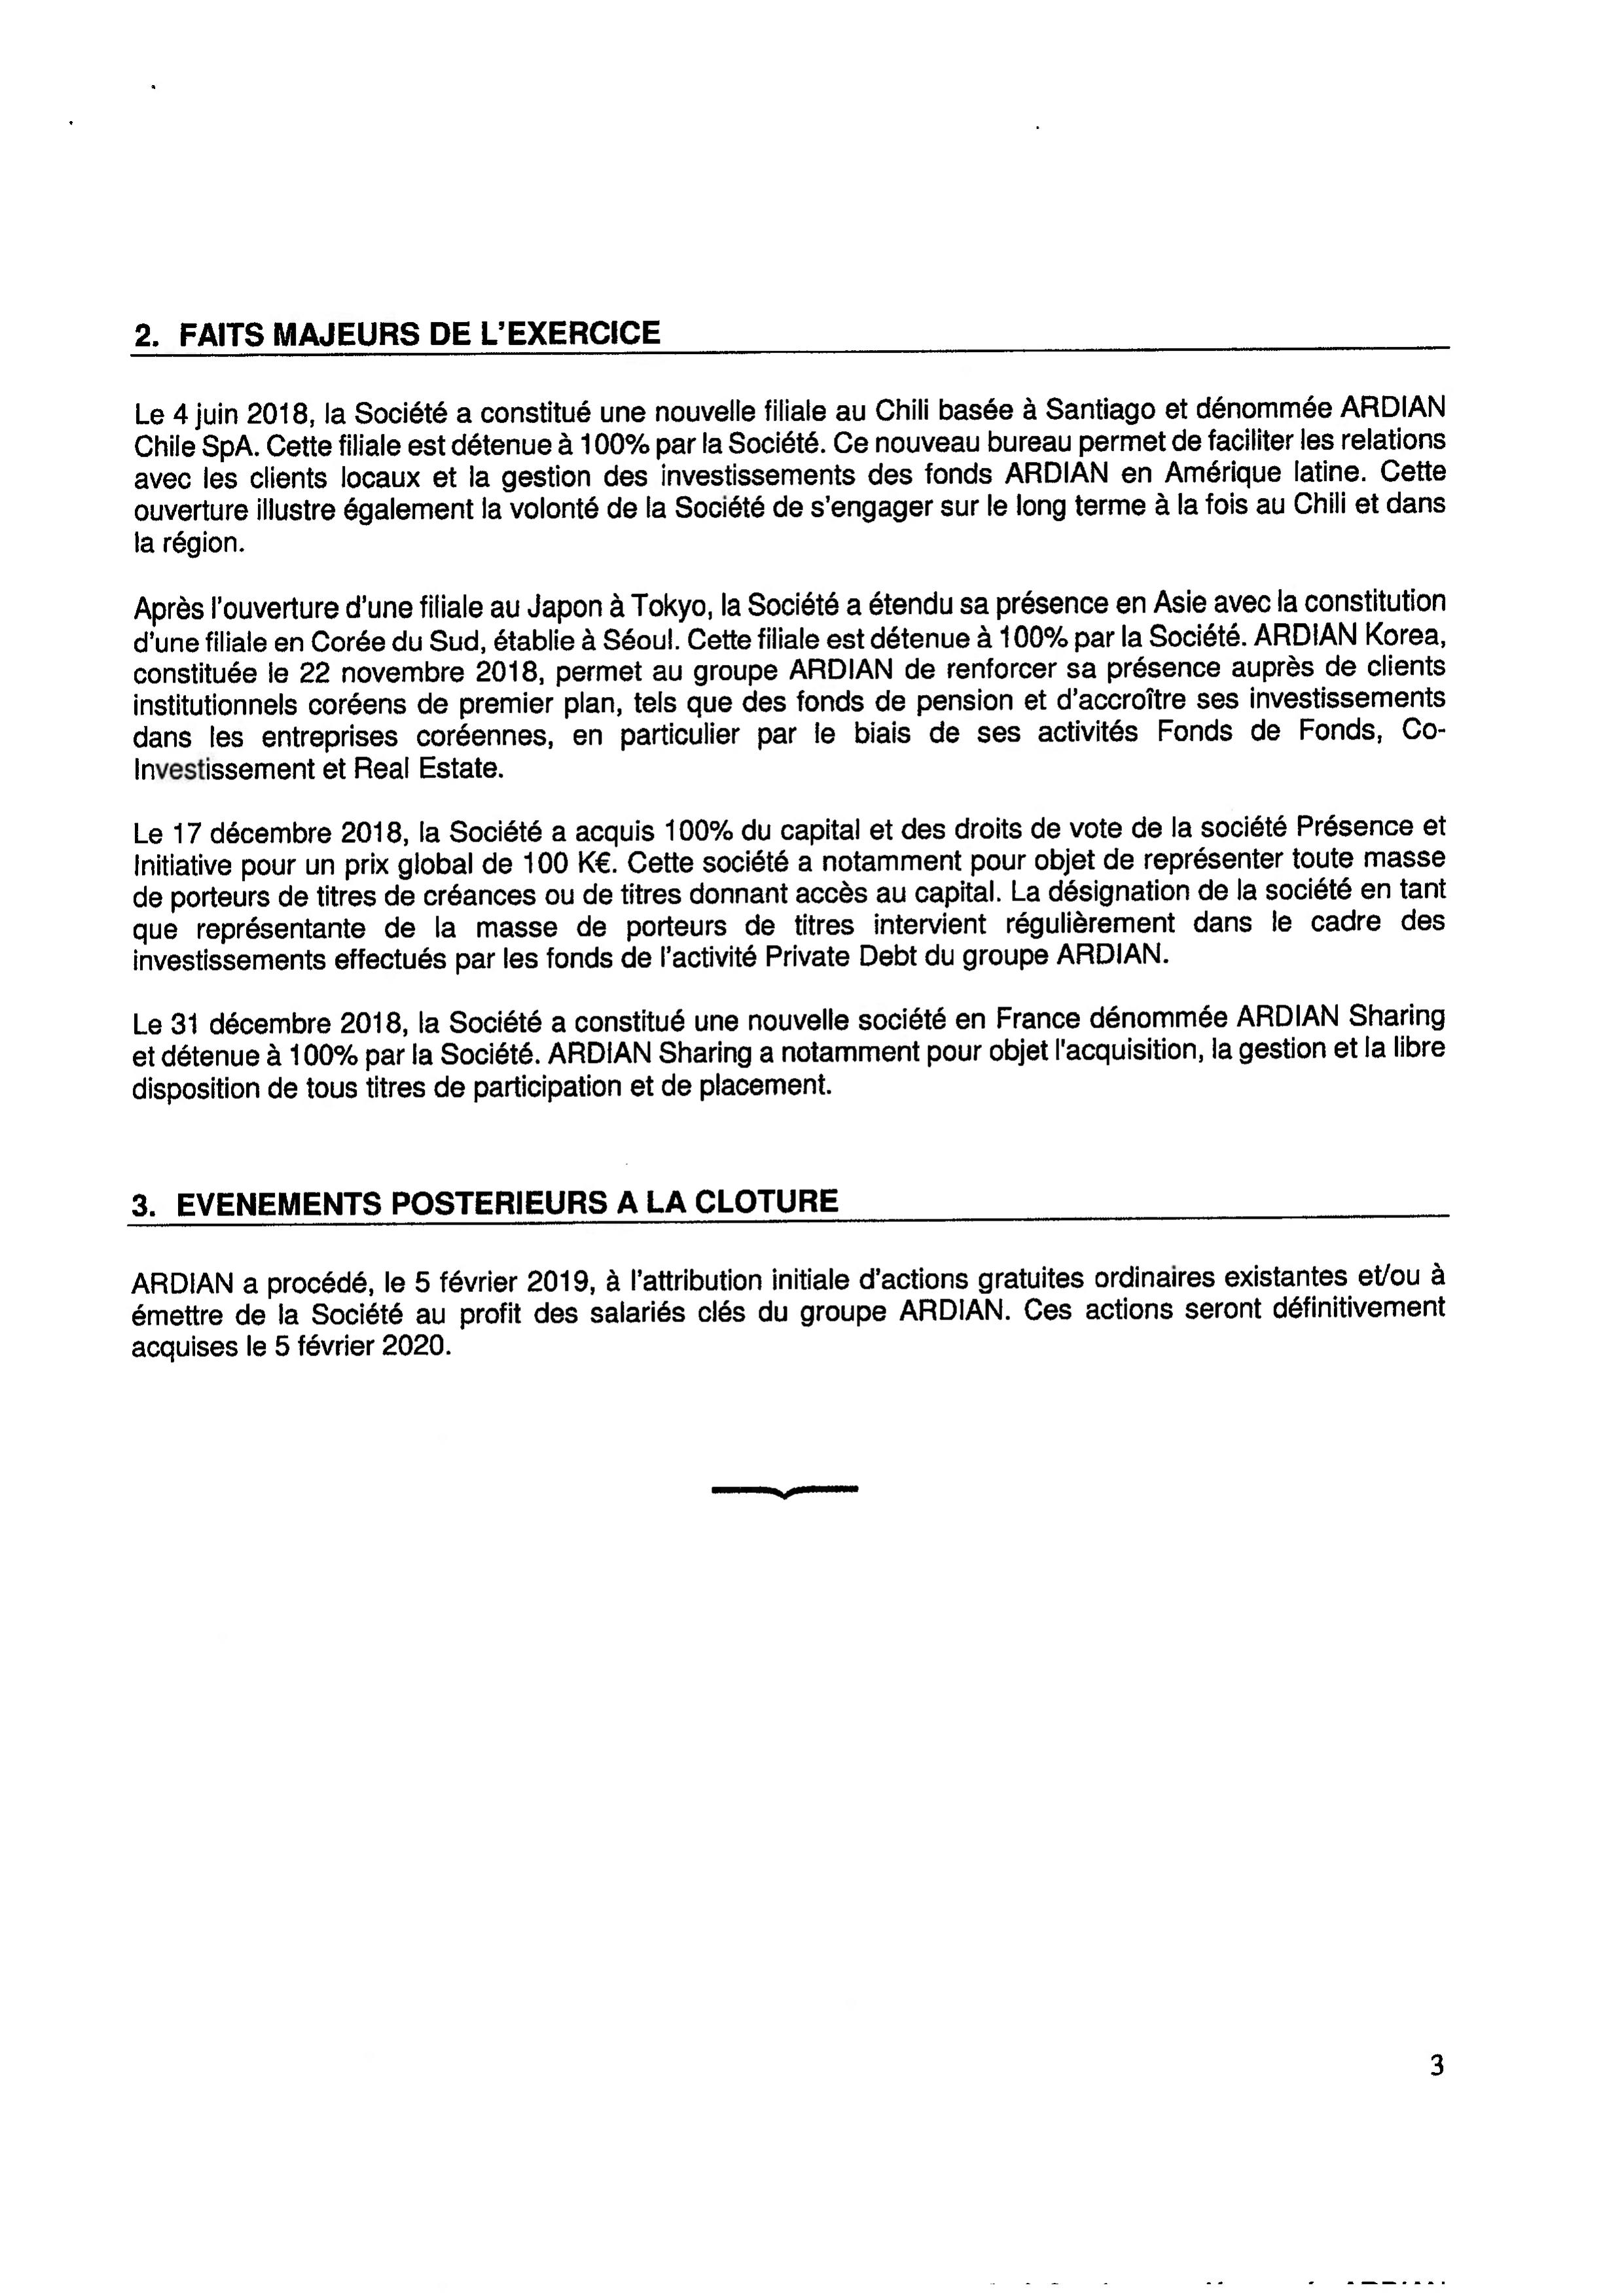 2. FAITS MAJEURS DE L'EXERCICE
Le 4 juin 2018, la Société a constitué une nouvelle filiale au Chili basée à Santiago et dénommée ARDIAN
Chile SpA. Cette filiale est détenue à 100% par la Société. Ce nouveau bureau permet de faciliter les relations
avec les clients locaux et la gestion des investissements des fonds ARDIAN en Amérique latine. Cette
ouverture illustre également la volonté de la Société de s'engager sur le long terme à la fois au Chili et dans
la région.
Après l'ouverture d'une filiale au Japon à Tokyo, la Société a étendu sa présence en Asie avec la constitution
d'une filiale en Corée du Sud, établie à Séoul. Cette filiale est détenue à 100% par la Société. ARDIAN Korea,
constituée le 22 novembre 2018, permet au groupe ARDIAN de renforcer sa présence auprès de clients
institutionnels coréens de premier plan, tels que des fonds de pension et d'accroître ses investissements
dans les entreprises coréennes, en particulier par le biais de ses activités Fonds de Fonds, Co-
Investissement et Real Estate.
Le 17 décembre 2018, la Société a acquis 100% du capital et des droits de vote de la société Présence et
Initiative pour un prix global de 100 K€. Cette société a notamment pour objet de représenter toute masse
de porteurs de titres de créances ou de titres donnant accès au capital. La désignation de la société en tant
que représentante de la masse de porteurs de titres intervient régulièrement dans le cadre des
investissements effectués par les fonds de l'activité Private Debt du groupe ARDIAN.
Le 31 décembre 2018, la Société a constitué une nouvelle société en France dénommée ARDIAN Sharing
et détenue à 100% par la Société. ARDIAN Sharing a notamment pour objet l'acquisition, la gestion et la libre
disposition de tous titres de participation et de placement.
3. EVENEMENTS POSTERIEURS A LA CLOTURE
ARDIAN a procédé, le 5 février 2019, à l'attribution initiale d'actions gratuites ordinaires existantes et/ou à
émettre de la Société au profit des salariés clés du groupe ARDIAN. Ces actions seront définitivement
acquises le 5 février 2020.
3